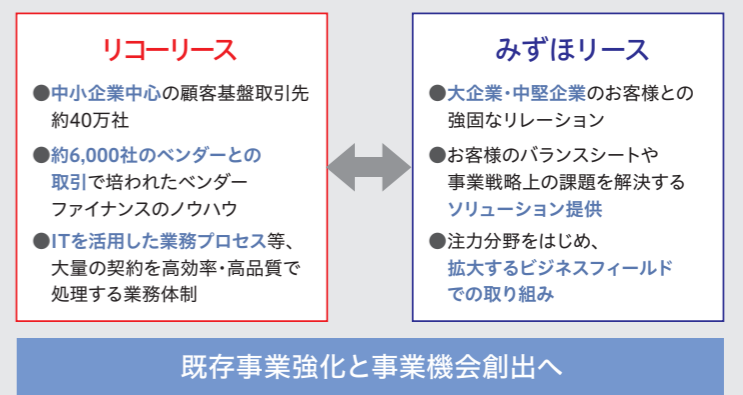 リコーリース
●中小企業中心の顧客基盤取引先
約40万社
●約6,000社のベンダーとの
取引で培われたベンダー
ファイナンスのノウハウ
●ITを活用した業務プロセス等、
大量の契約を高効率・高品質で
処理する業務体制
みずほリース
●大企業・中堅企業のお客様との
強固なリレーション
●お客様のバランスシートや
事業戦略上の課題を解決する
ソリューション提供
●注力分野をはじめ、
拡大するビジネスフィールド
での取り組み
既存事業強化と事業機会創出へ